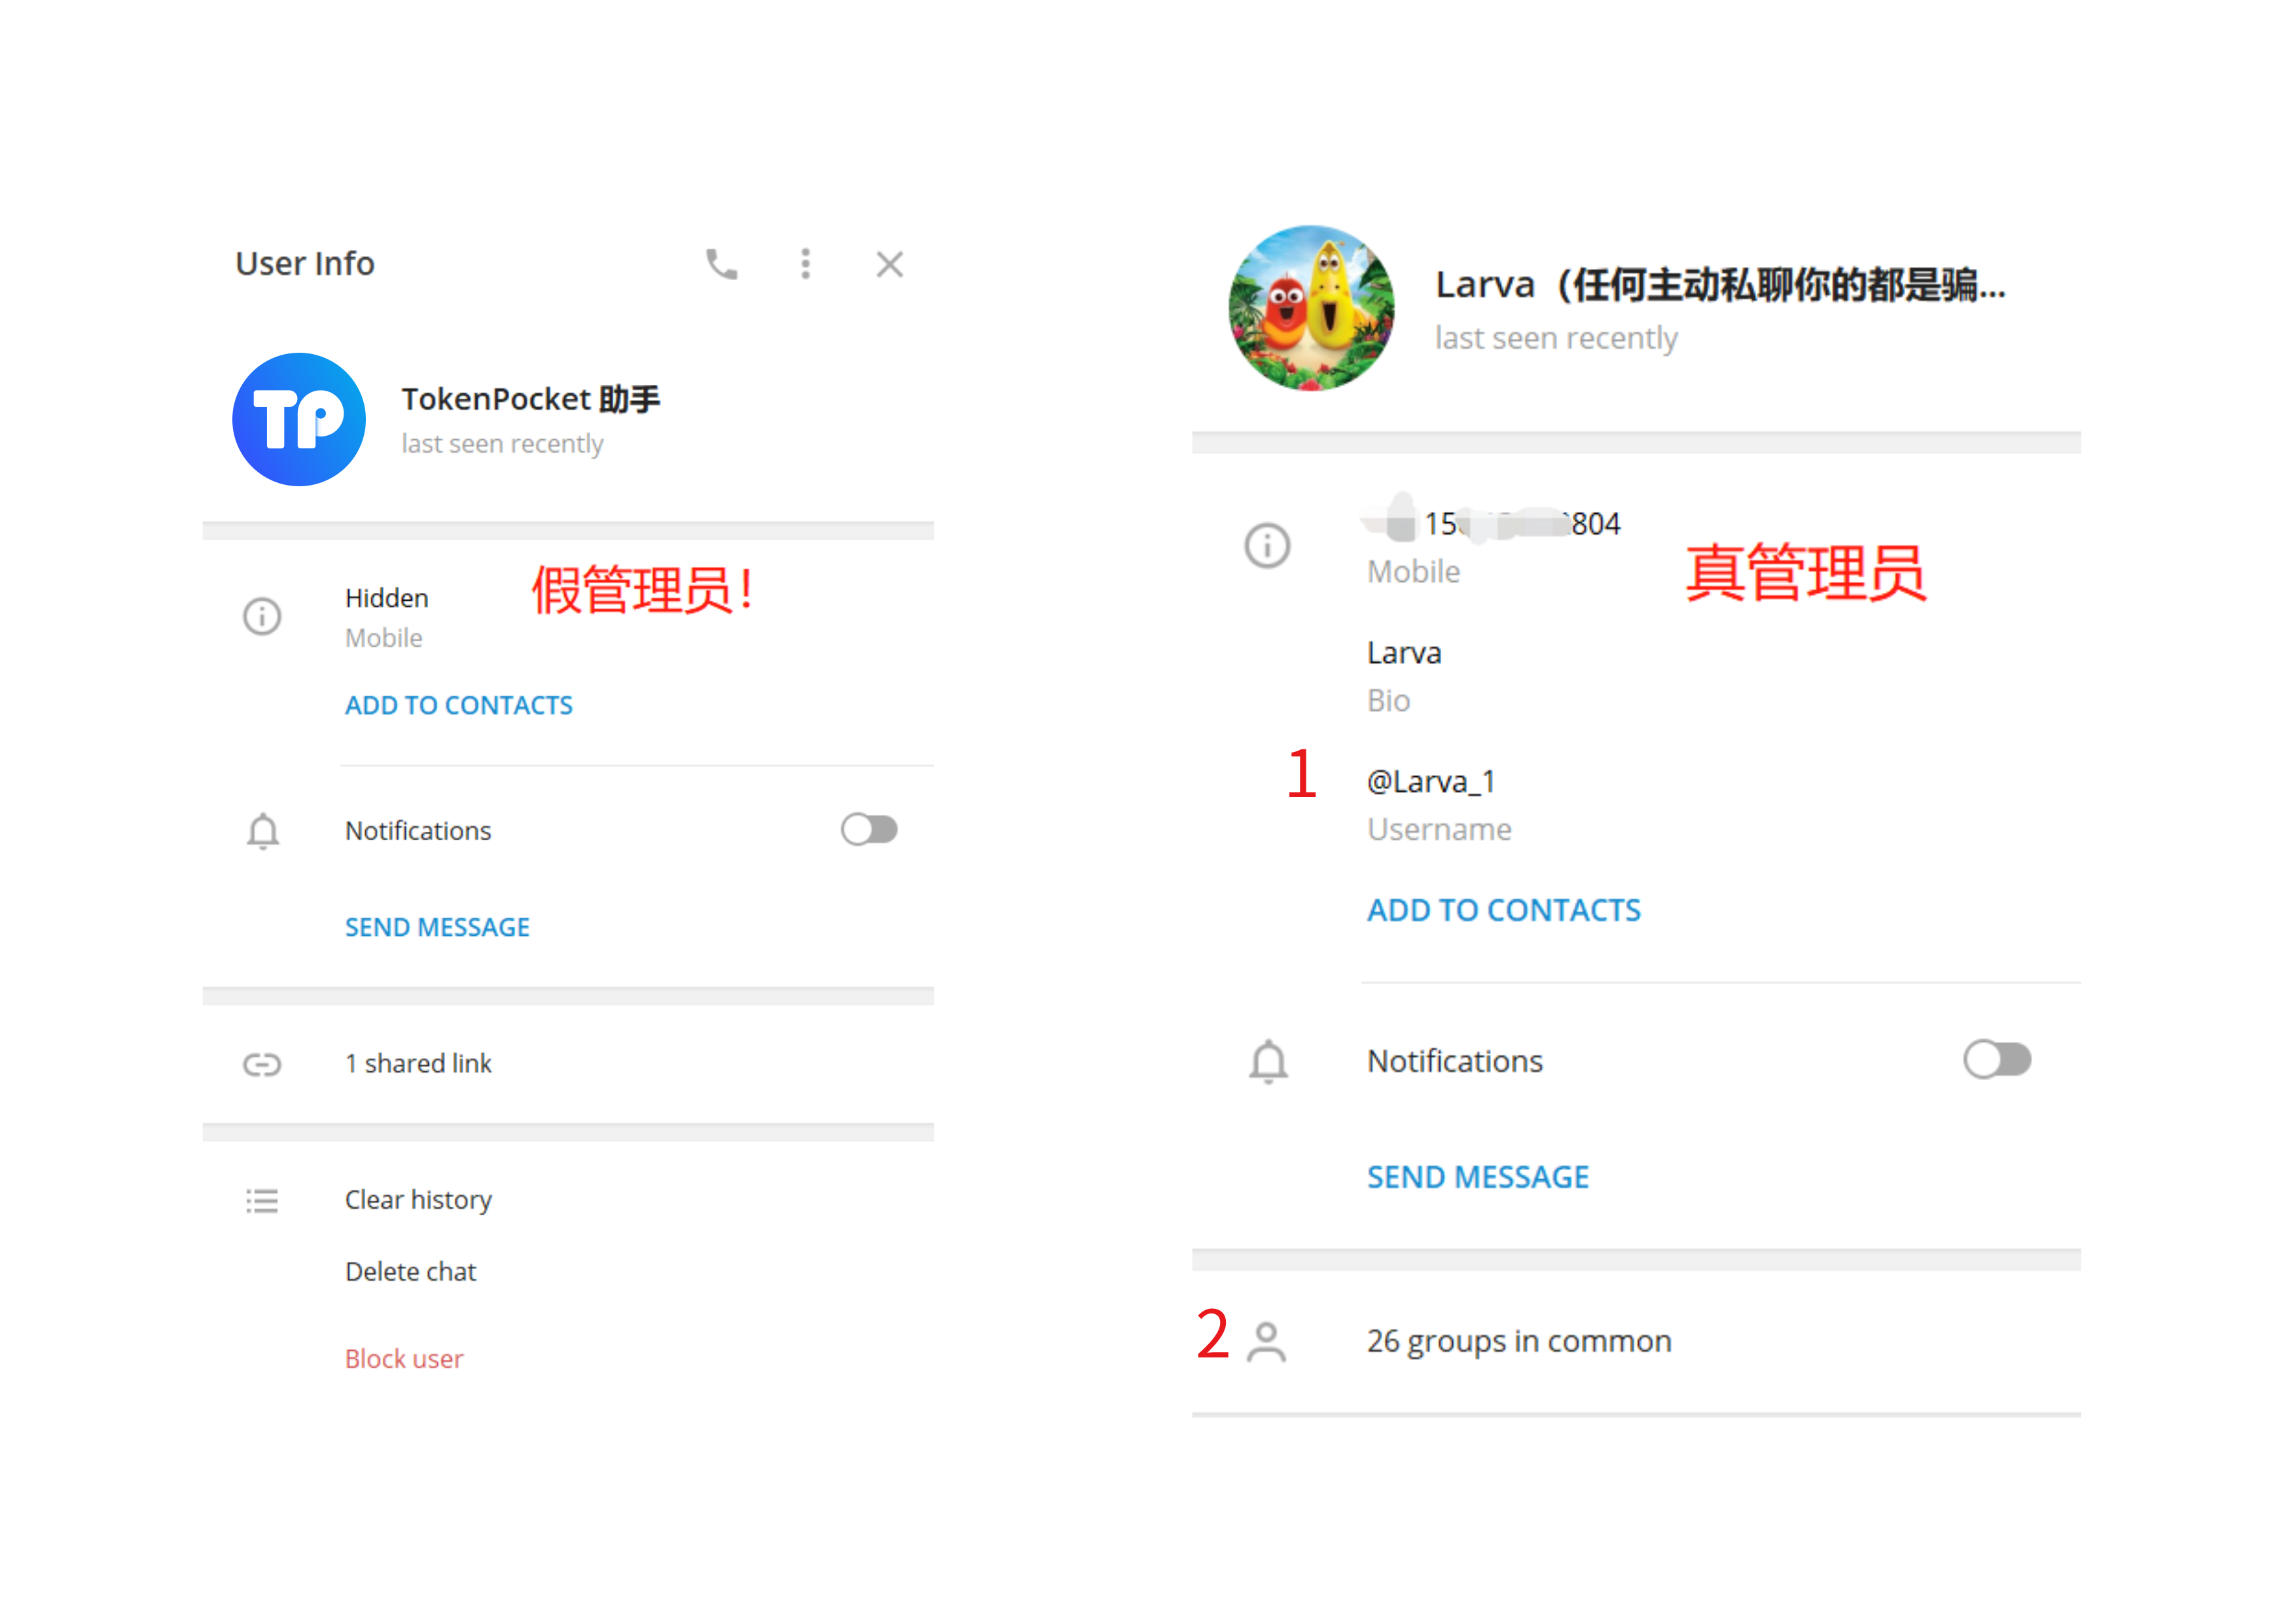 User Info
TP
TokenPocket 助手
last seen recently
Hidden
假管理员！
Mobile
ADD TO CONTACTS
Notifications
SEND MESSAGE
1 shared link
Clear history
Delete chat
Block user
Larva（任何主动私聊你的都是骗...
last seen recently
15 804
Mobile
真管理员
Larva
Bio
1
@Larva_1
Username
ADD TO CONTACTS
Notifications
SEND MESSAGE
2
26 groups in common